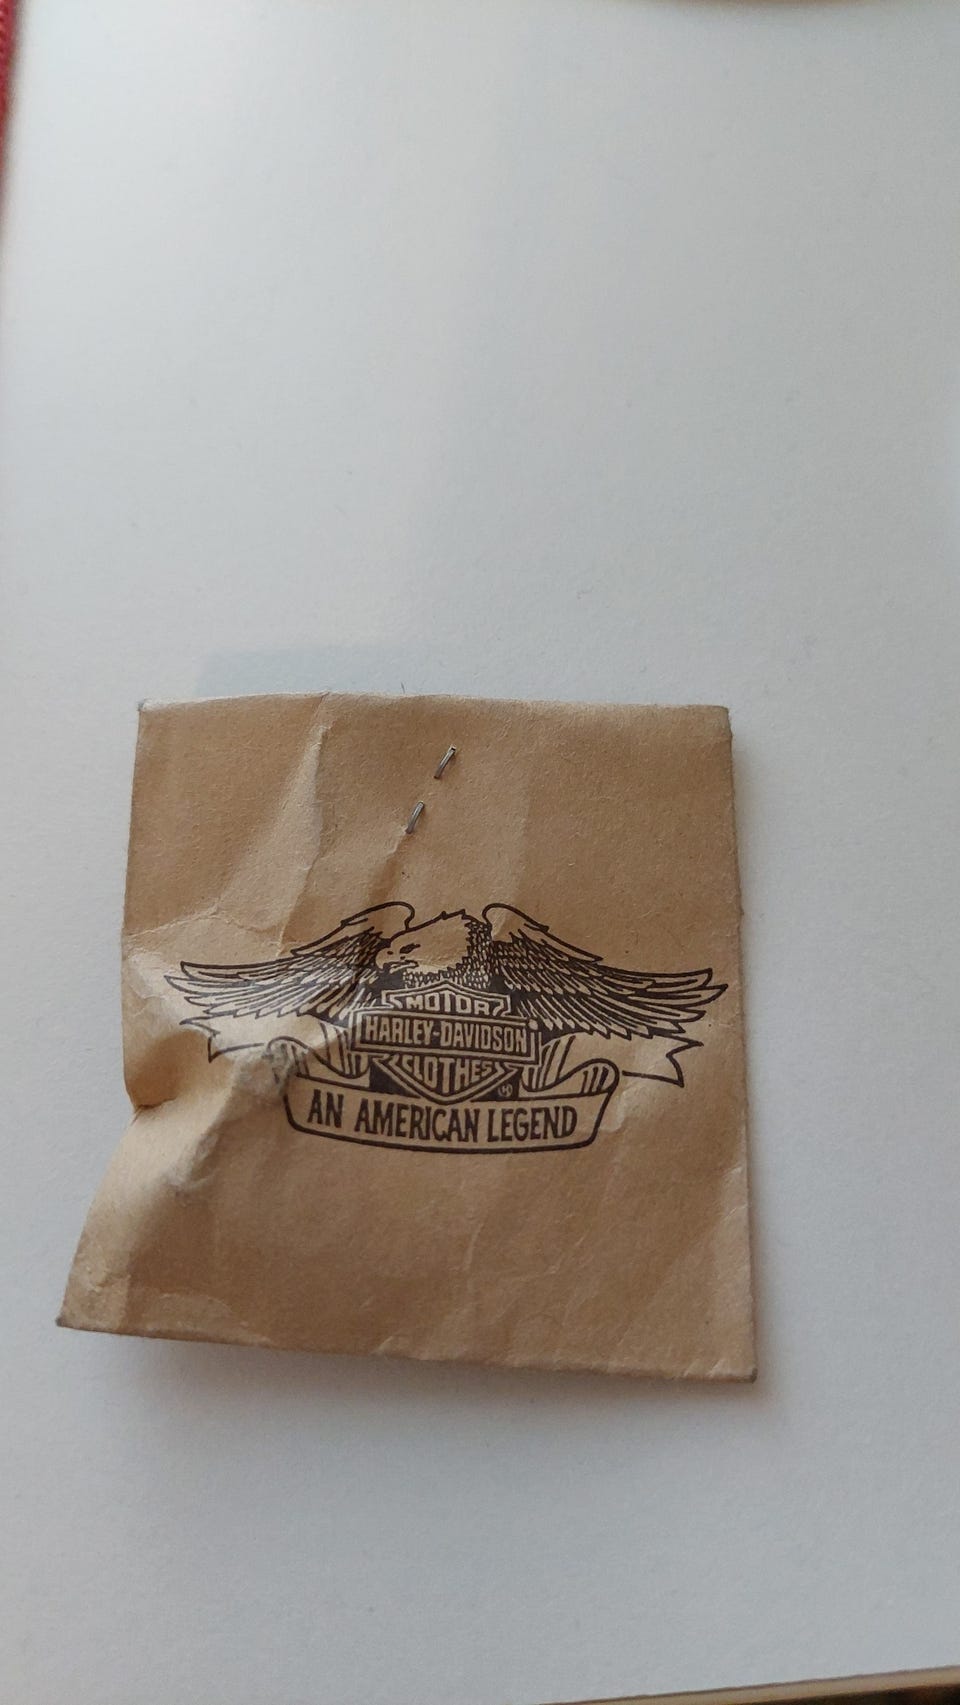 MOTOR
HARLEY-DAVIDSON
CLOTHES
®
AN AMERICAN LEGEND